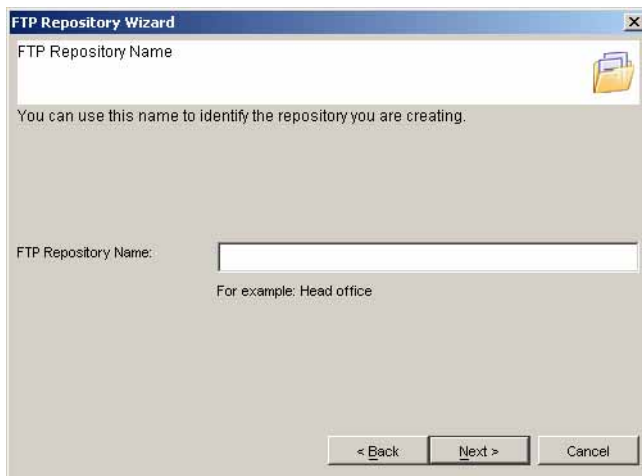 FTP Repository Wizard
FTP Repository Name
You can use this name to identify the repository you are creating.
FTP Repository Name:
For example: Head office
< Back Next > Cancel